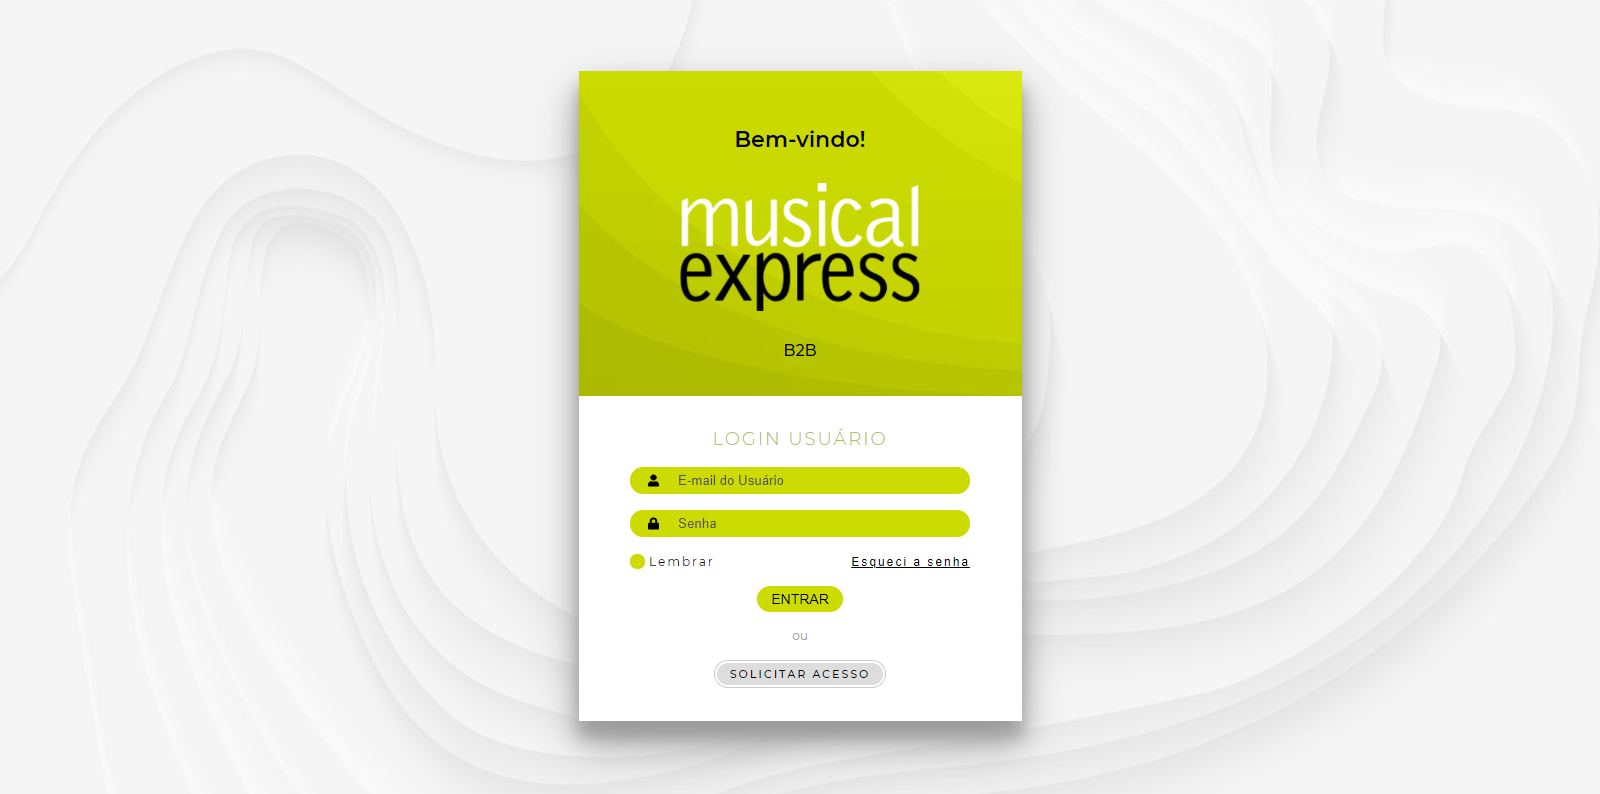 Bem-vindo!
musical
express
B2B
LOGIN USUÁRIO
E-mail do Usuário
Senha
Lembrar
Esqueci a senha
ENTRAR
ou
SOLICITAR ACESSO